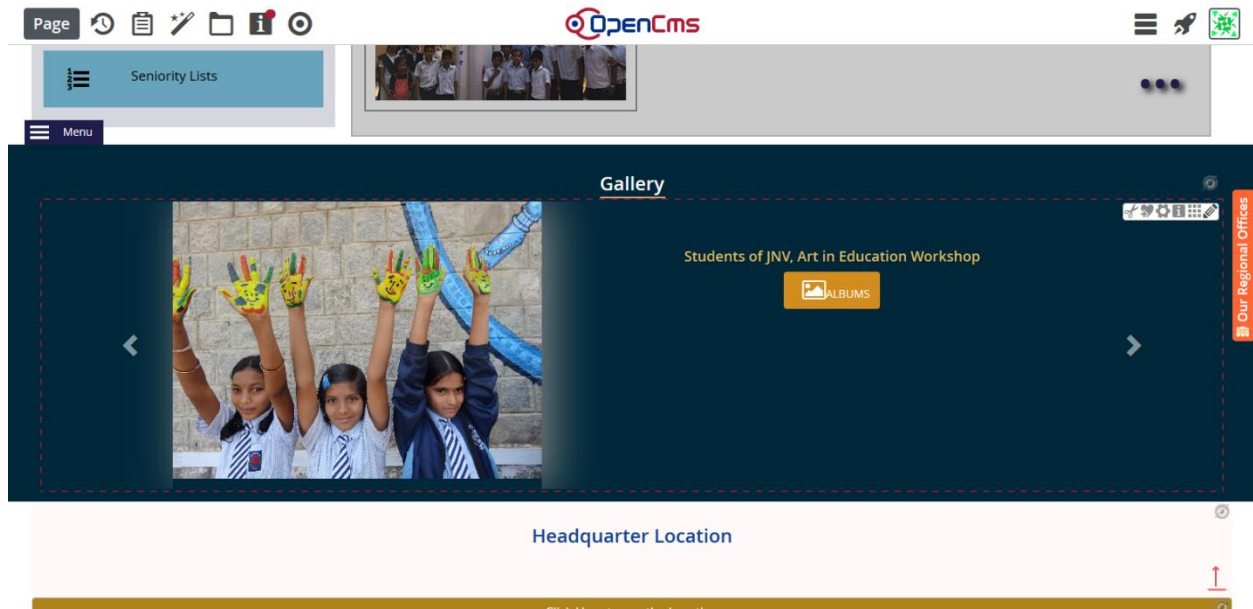 Page
OpenCms
Seniority Lists
Menu
Gallery
Students of JNV, Art in Education Workshop
ALBUMS
Our Regional Offices
Headquarter Location